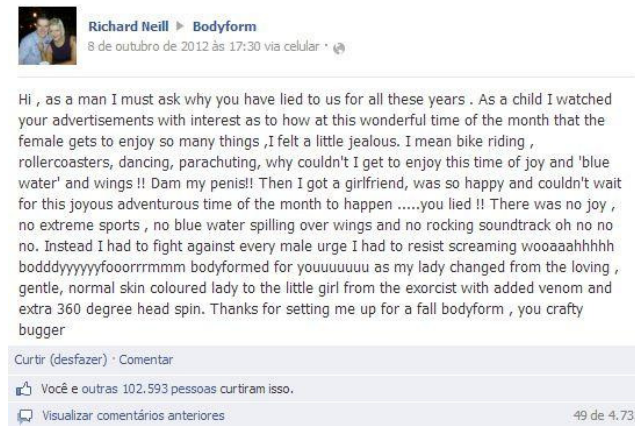 Richard Neill ▶ Bodyform
8 de outubro de 2012 às 17:30 via celular ·
Hi , as a man I must ask why you have lied to us for all these years . As a child I watched
your advertisements with interest as to how at this wonderful time of the month that the
female gets to enjoy so many things ,I felt a little jealous. I mean bike riding ,
rollercoasters, dancing, parachuting, why couldn't I get to enjoy this time of joy and 'blue
water' and wings !! Dam my penis!! Then I got a girlfriend, was so happy and couldn't wait
for this joyous adventurous time of the month to happen .....you lied !! There was no joy ,
no extreme sports , no blue water spilling over wings and no rocking soundtrack oh no no
no. Instead I had to fight against every male urge I had to resist screaming wooaaahhhhh
bodddyyyyyyfooorrrmmm bodyformed for youuuuuuu as my lady changed from the loving ,
gentle, normal skin coloured lady to the little girl from the exorcist with added venom and
extra 360 degree head spin. Thanks for setting me up for a fall bodyform , you crafty
bugger
Curtir (desfazer) · Comentar
Você e outras 102.593 pessoas curtiram isso.
Visualizar comentários anteriores 49 de 4.73